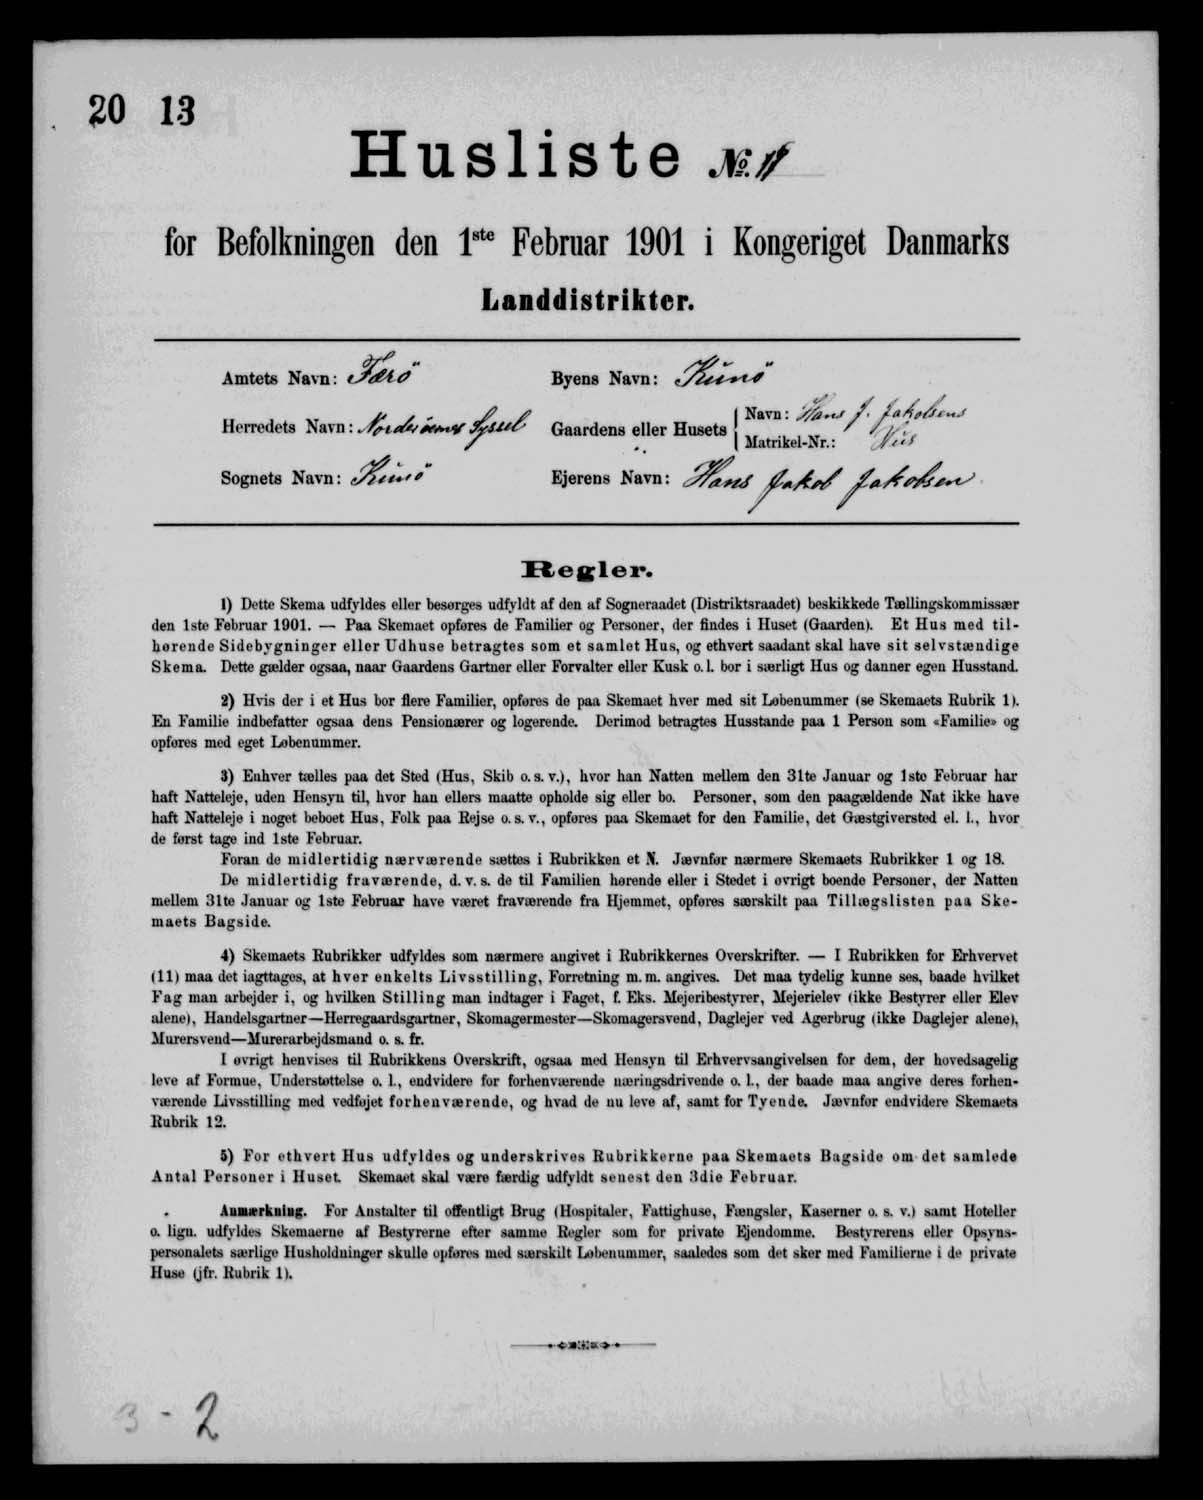 20 13
Husliste №. 11
for Befolkningen den 1ste Februar 1901 i Kongeriget Danmarks
Landdistrikter.
Amtets Navn: Færö
Byens Navn: Kunö
Herredets Navn: Norderöernes Syssel
Gaardens eller Husets
Navn: Hans J. Jakobsens
Matrikel-Nr.: Hus
Sognets Navn: Kunö
Ejerens Navn: Hans Jakob Jakobsen
Regler.
1) Dette Skema udfyldes eller besørges udfyldt af den af Sogneraadet (Distriktsraadet) beskikkede Tællingskommissær
den 1ste Februar 1901. — Paa Skemaet opføres de Familier og Personer, der findes i Huset (Gaarden). Et Hus med til-
hørende Sidebygninger eller Udhuse betragtes som et samlet Hus, og ethvert saadant skal have sit selvstændige
Skema. Dette gælder ogsaa, naar Gaardens Gartner eller Forvalter eller Kusk o. l. bor i særligt Hus og danner egen Husstand.
2) Hvis der i et Hus bor flere Familier, opføres de paa Skemaet hver med sit Løbenummer (se Skemaets Rubrik 1).
En Familie indbefatter ogsaa dens Pensionærer og logerende. Derimod betragtes Husstande paa 1 Person som «Familie» og
opføres med eget Løbenummer.
3) Enhver tælles paa det Sted (Hus, Skib o. s. v.), hvor han Natten mellem den 31te Januar og 1ste Februar har
haft Natteleje, uden Hensyn til, hvor han ellers maatte opholde sig eller bo. Personer, som den paagældende Nat ikke have
haft Natteleje i noget beboet Hus, Folk paa Rejse o. s. v., opføres paa Skemaet for den Familie, det Gæstgiversted el. l., hvor
de først tage ind 1ste Februar.
Foran de midlertidig nærværende sættes i Rubrikken et N. Jævnfør nærmere Skemaets Rubrikker 1 og 18.
De midlertidig fraværende, d. v. s. de til Familien hørende eller i Stedet i øvrigt boende Personer, der Natten
mellem 31te Januar og 1ste Februar have været fraværende fra Hjemmet, opføres særskilt paa Tillægslisten paa Ske-
maets Bagside.
4) Skemaets Rubrikker udfyldes som nærmere angivet i Rubrikkernes Overskrifter. — I Rubrikken for Erhvervet
(11) maa det iagttages, at hver enkelts Livsstilling, Forretning m. m. angives. Det maa tydelig kunne ses, baade hvilket
Fag man arbejder i, og hvilken Stilling man indtager i Faget, f. Eks. Mejeribestyrer, Mejerielev (ikke Bestyrer eller Elev
alene), Handelsgartner—Herregaardsgartner, Skomagermester—Skomagersvend, Daglejer ved Agerbrug (ikke Daglejer alene),
Murersvend—Murerarbejdsmand o. s. fr.
I øvrigt henvises til Rubrikkens Overskrift, ogsaa med Hensyn til Erhvervsangivelsen for dem, der hovedsagelig
leve af Formue, Understøttelse o. l., endvidere for forhenværende næringsdrivende o. l., der baade maa angive deres forhen-
værende Livsstilling med vedføjet forhenværende, og hvad de nu leve af, samt for Tyende. Jævnfør endvidere Skemaets
Rubrik 12.
5) For ethvert Hus udfyldes og underskrives Rubrikkerne paa Skemaets Bagside om det samlede
Antal Personer i Huset. Skemaet skal være færdig udfyldt senest den 3die Februar.
Anmærkning. For Anstalter til offentligt Brug (Hospitaler, Fattighuse, Fængsler, Kaserner o. s. v.) samt Hoteller
o. lign. udfyldes Skemaerne af Bestyrerne efter samme Regler som for private Ejendomme. Bestyrerens eller Opsyns-
personalets særlige Husholdninger skulle opføres med særskilt Løbenummer, saaledes som det sker med Familierne i de private
Huse (jfr. Rubrik 1).
3 - 2